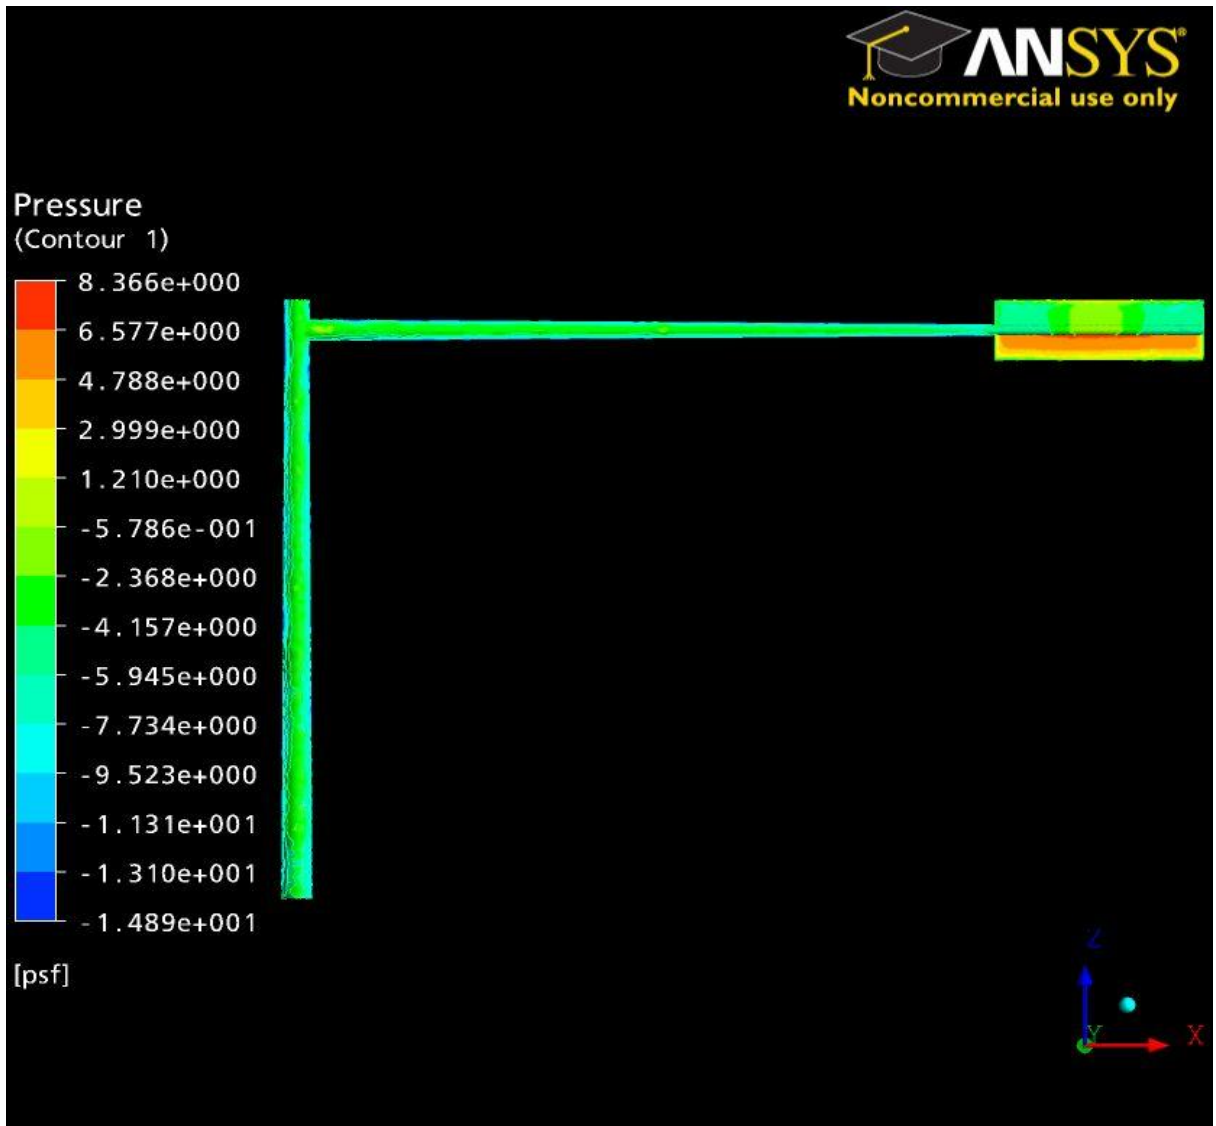 ANSYS®
Noncommercial use only
Pressure
(Contour 1)
8.366e+000
6.577e+000
4.788e+000
2.999e+000
1.210e+000
-5.786e-001
-2.368e+000
-4.157e+000
-5.945e+000
-7.734e+000
-9.523e+000
-1.131e+001
-1.310e+001
-1.489e+001
[psf]
Z
Y
X